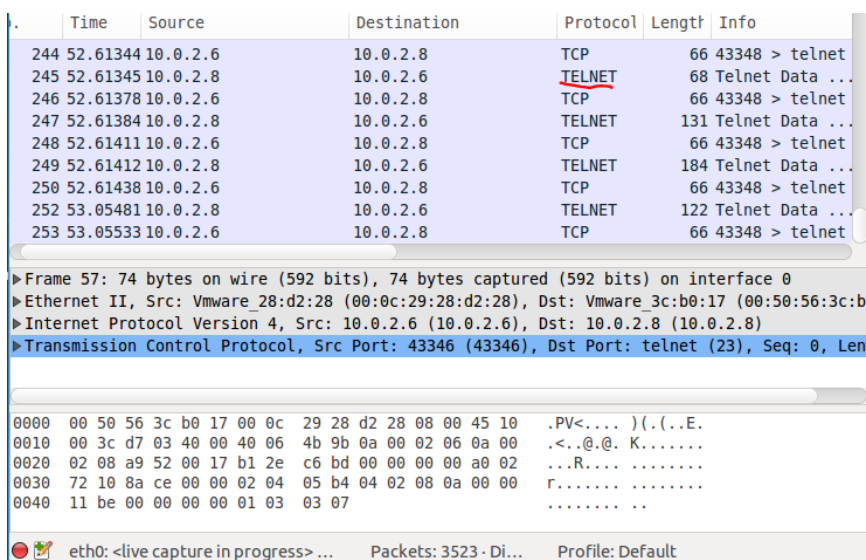 . Time Source Destination Protocol Length Info
244 52.61344 10.0.2.6 10.0.2.8 TCP 66 43348 > telnet
245 52.61345 10.0.2.8 10.0.2.6 TELNET 68 Telnet Data ...
246 52.61378 10.0.2.6 10.0.2.8 TCP 66 43348 > telnet
247 52.61384 10.0.2.8 10.0.2.6 TELNET 131 Telnet Data ...
248 52.61411 10.0.2.6 10.0.2.8 TCP 66 43348 > telnet
249 52.61412 10.0.2.8 10.0.2.6 TELNET 184 Telnet Data ...
250 52.61438 10.0.2.6 10.0.2.8 TCP 66 43348 > telnet
252 53.05481 10.0.2.8 10.0.2.6 TELNET 122 Telnet Data ...
253 53.05533 10.0.2.6 10.0.2.8 TCP 66 43348 > telnet
Frame 57: 74 bytes on wire (592 bits), 74 bytes captured (592 bits) on interface 0
Ethernet II, Src: Vmware_28:d2:28 (00:0c:29:28:d2:28), Dst: Vmware_3c:b0:17 (00:50:56:3c:b
Internet Protocol Version 4, Src: 10.0.2.6 (10.0.2.6), Dst: 10.0.2.8 (10.0.2.8)
Transmission Control Protocol, Src Port: 43346 (43346), Dst Port: telnet (23), Seq: 0, Len
0000 00 50 56 3c b0 17 00 0c 29 28 d2 28 08 00 45 10 .PV<.... )(.(..E.
0010 00 3c d7 03 40 00 40 06 4b 9b 0a 00 02 06 0a 00 .<..@.@. K.......
0020 02 08 a9 52 00 17 b1 2e c6 bd 00 00 00 00 a0 02 ...R.... ........
0030 72 10 8a ce 00 00 02 04 05 b4 04 02 08 0a 00 00 r....... ........
0040 11 be 00 00 00 00 01 03 03 07 ........ ..
eth0: <live capture in progress> ... Packets: 3523 · Di... Profile: Default